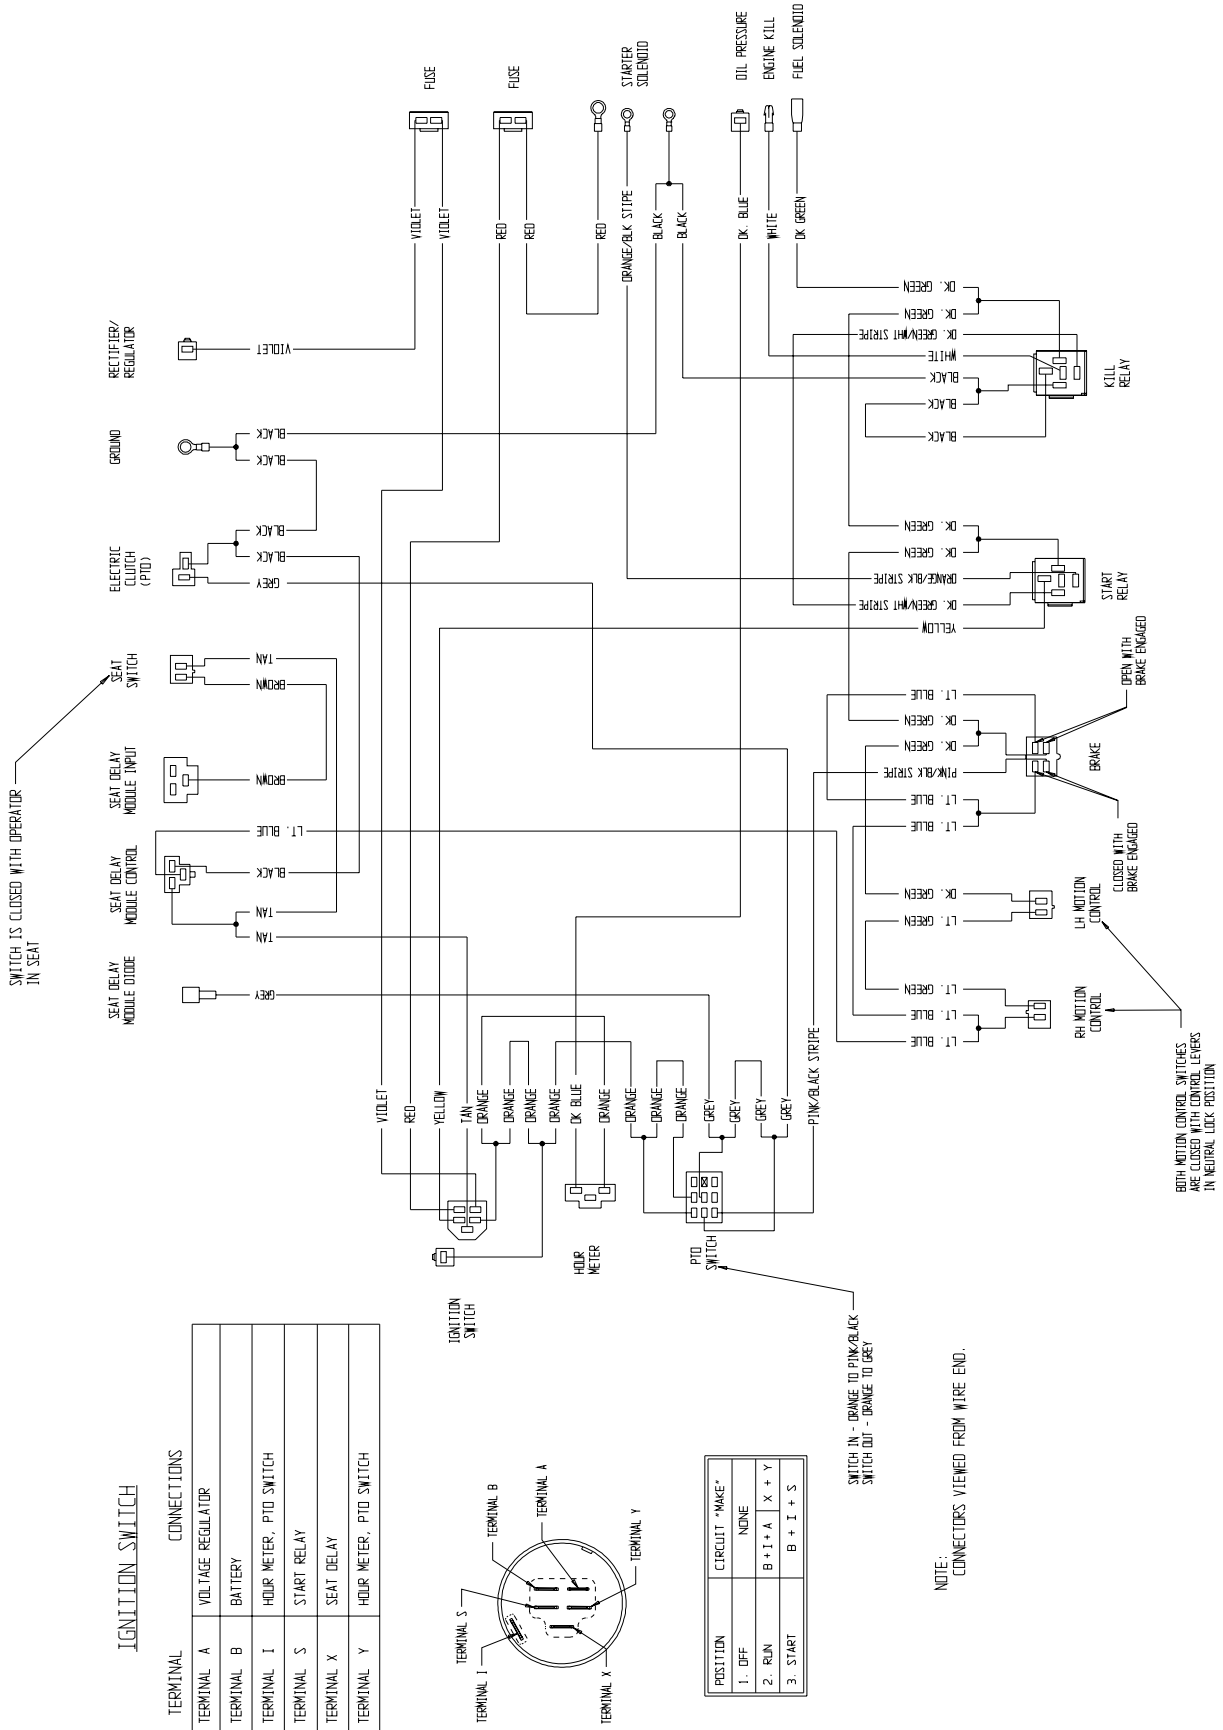 IGNITION SWITCH
TERMINAL CONNECTIONS
TERMINAL A VOLTAGE REGULATOR
TERMINAL B BATTERY
TERMINAL I HOUR METER, PTO SWITCH
TERMINAL S START RELAY
TERMINAL X SEAT DELAY
TERMINAL Y HOUR METER, PTO SWITCH
TERMINAL I
TERMINAL S
TERMINAL B
TERMINAL A
TERMINAL Y
TERMINAL X
POSITION CIRCUIT "MAKE"
1. OFF NONE
2. RUN B + I + A X + Y
3. START B + I + S
NOTE:
CONNECTORS VIEWED FROM WIRE END.
SWITCH IS CLOSED WITH OPERATOR
IN SEAT
SEAT DELAY
MODULE DIODE
SEAT DELAY
MODULE CONTROL
SEAT DELAY
MODULE INPUT
SEAT
SWITCH
ELECTRIC
CLUTCH
(PTO)
GROUND
RECTIFIER/
REGULATOR
GREY
TAN
TAN
BLACK
LT. BLUE
BROWN
BROWN
TAN
GREY
BLACK
BLACK
BLACK
BLACK
VIOLET
FUSE
FUSE
STARTER
SOLENOID
OIL PRESSURE
ENGINE KILL
FUEL SOLENOID
VIOLET
VIOLET
RED
RED
RED
ORANGE/BLK STIPE
BLACK
BLACK
DK. BLUE
WHITE
DK GREEN
IGNITION
SWITCH
HOUR
METER
PTO
SWITCH
SWITCH IN - ORANGE TO PINK/BLACK
SWITCH OUT - ORANGE TO GREY
VIOLET
RED
YELLOW
TAN
ORANGE
ORANGE
ORANGE
ORANGE
DK BLUE
ORANGE
ORANGE
ORANGE
ORANGE
GREY
GREY
GREY
GREY
PINK/BLACK STRIPE
LT. BLUE
LT. BLUE
LT. GREEN
LT. GREEN
DK. GREEN
LT. BLUE
LT. BLUE
PINK/BLK STRIPE
DK. GREEN
DK. GREEN
LT. BLUE
YELLOW
DK. GREEN/WHT STRIPE
ORANGE/BLK STRIPE
DK. GREEN
DK. GREEN
BLACK
BLACK
BLACK
WHITE
DK. GREEN/WHT STRIPE
DK. GREEN
DK. GREEN
RH MOTION
CONTROL
LH MOTION
CONTROL
CLOSED WITH
BRAKE ENGAGED
BRAKE
OPEN WITH
BRAKE ENGAGED
START
RELAY
KILL
RELAY
BOTH MOTION CONTROL SWITCHES
ARE CLOSED WITH CONTROL LEVERS
IN NEUTRAL LOCK POSITION